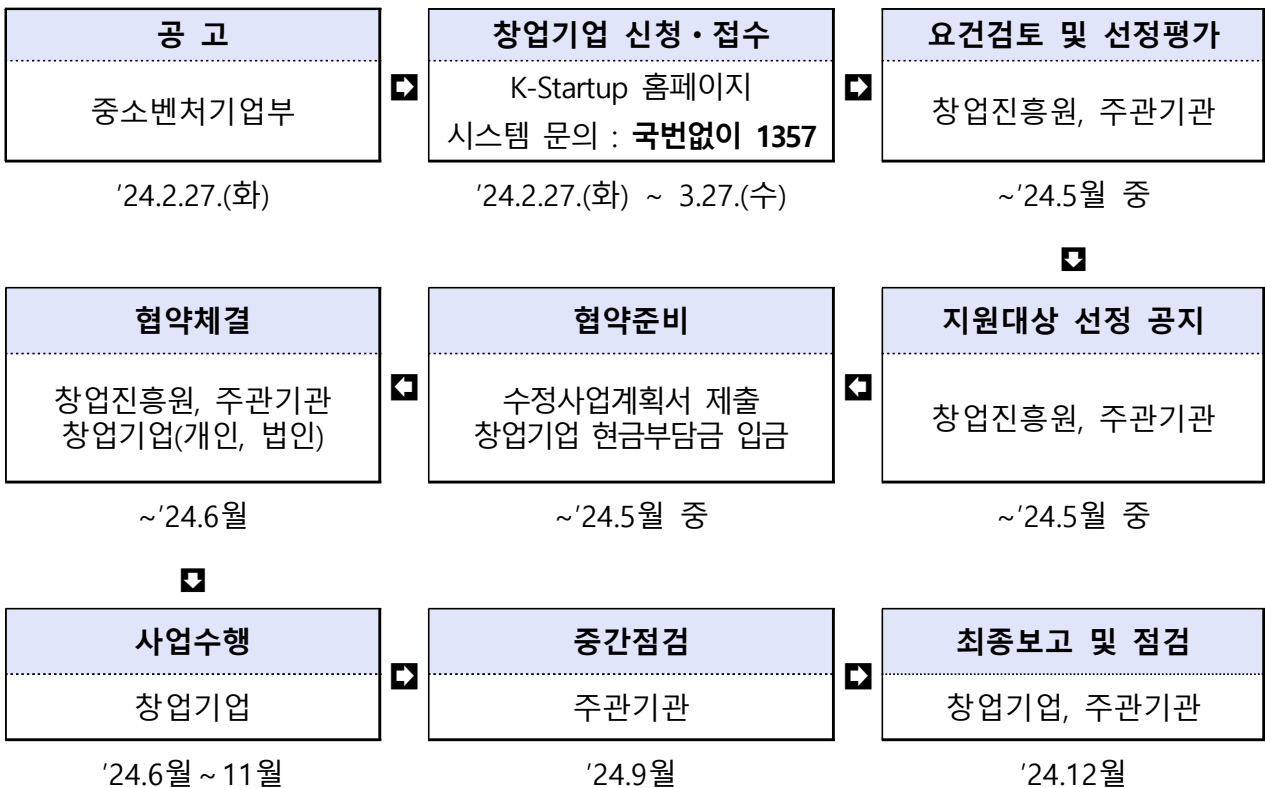 공 고
중소벤처기업부
'24.2.27.(화)
창업기업 신청・접수
K-Startup 홈페이지
시스템 문의 : 국번없이 1357
'24.2.27.(화) ~ 3.27.(수)
요건검토 및 선정평가
창업진흥원, 주관기관
~'24.5월 중
지원대상 선정 공지
창업진흥원, 주관기관
~'24.5월 중
협약준비
수정사업계획서 제출
창업기업 현금부담금 입금
~'24.5월 중
협약체결
창업진흥원, 주관기관
창업기업(개인, 법인)
~'24.6월
사업수행
창업기업
'24.6월 ~ 11월
중간점검
주관기관
'24.9월
최종보고 및 점검
창업기업, 주관기관
'24.12월